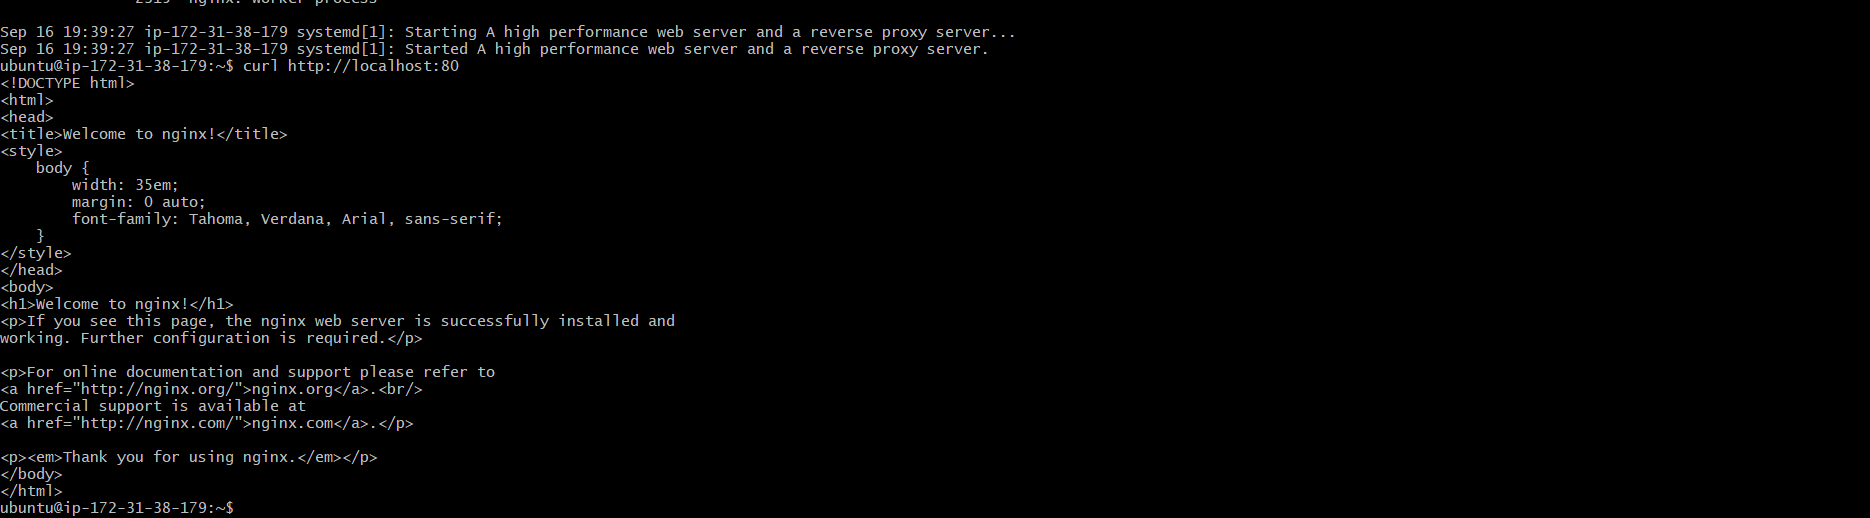 nginx: worker process
Sep 16 19:39:27 ip-172-31-38-179 systemd[1]: Starting A high performance web server and a reverse proxy server...
Sep 16 19:39:27 ip-172-31-38-179 systemd[1]: Started A high performance web server and a reverse proxy server.
ubuntu@ip-172-31-38-179:~$ curl http://localhost:80
<!DOCTYPE html>
<html>
<head>
<title>Welcome to nginx!</title>
<style>
    body {
        width: 35em;
        margin: 0 auto;
        font-family: Tahoma, Verdana, Arial, sans-serif;
    }
</style>
</head>
<body>
<h1>Welcome to nginx!</h1>
<p>If you see this page, the nginx web server is successfully installed and
working. Further configuration is required.</p>

<p>For online documentation and support please refer to
<a href="http://nginx.org/">nginx.org</a>.<br/>
Commercial support is available at
<a href="http://nginx.com/">nginx.com</a>.</p>

<p><em>Thank you for using nginx.</em></p>
</body>
</html>
ubuntu@ip-172-31-38-179:~$